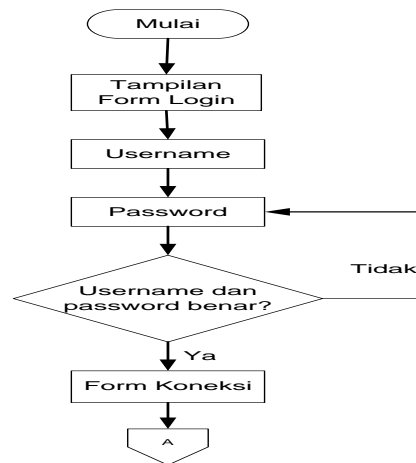 Mulai
Tampilan
Form Login
Username
Password
Tidak
Username dan
password benar?
Ya
Form Koneksi
A